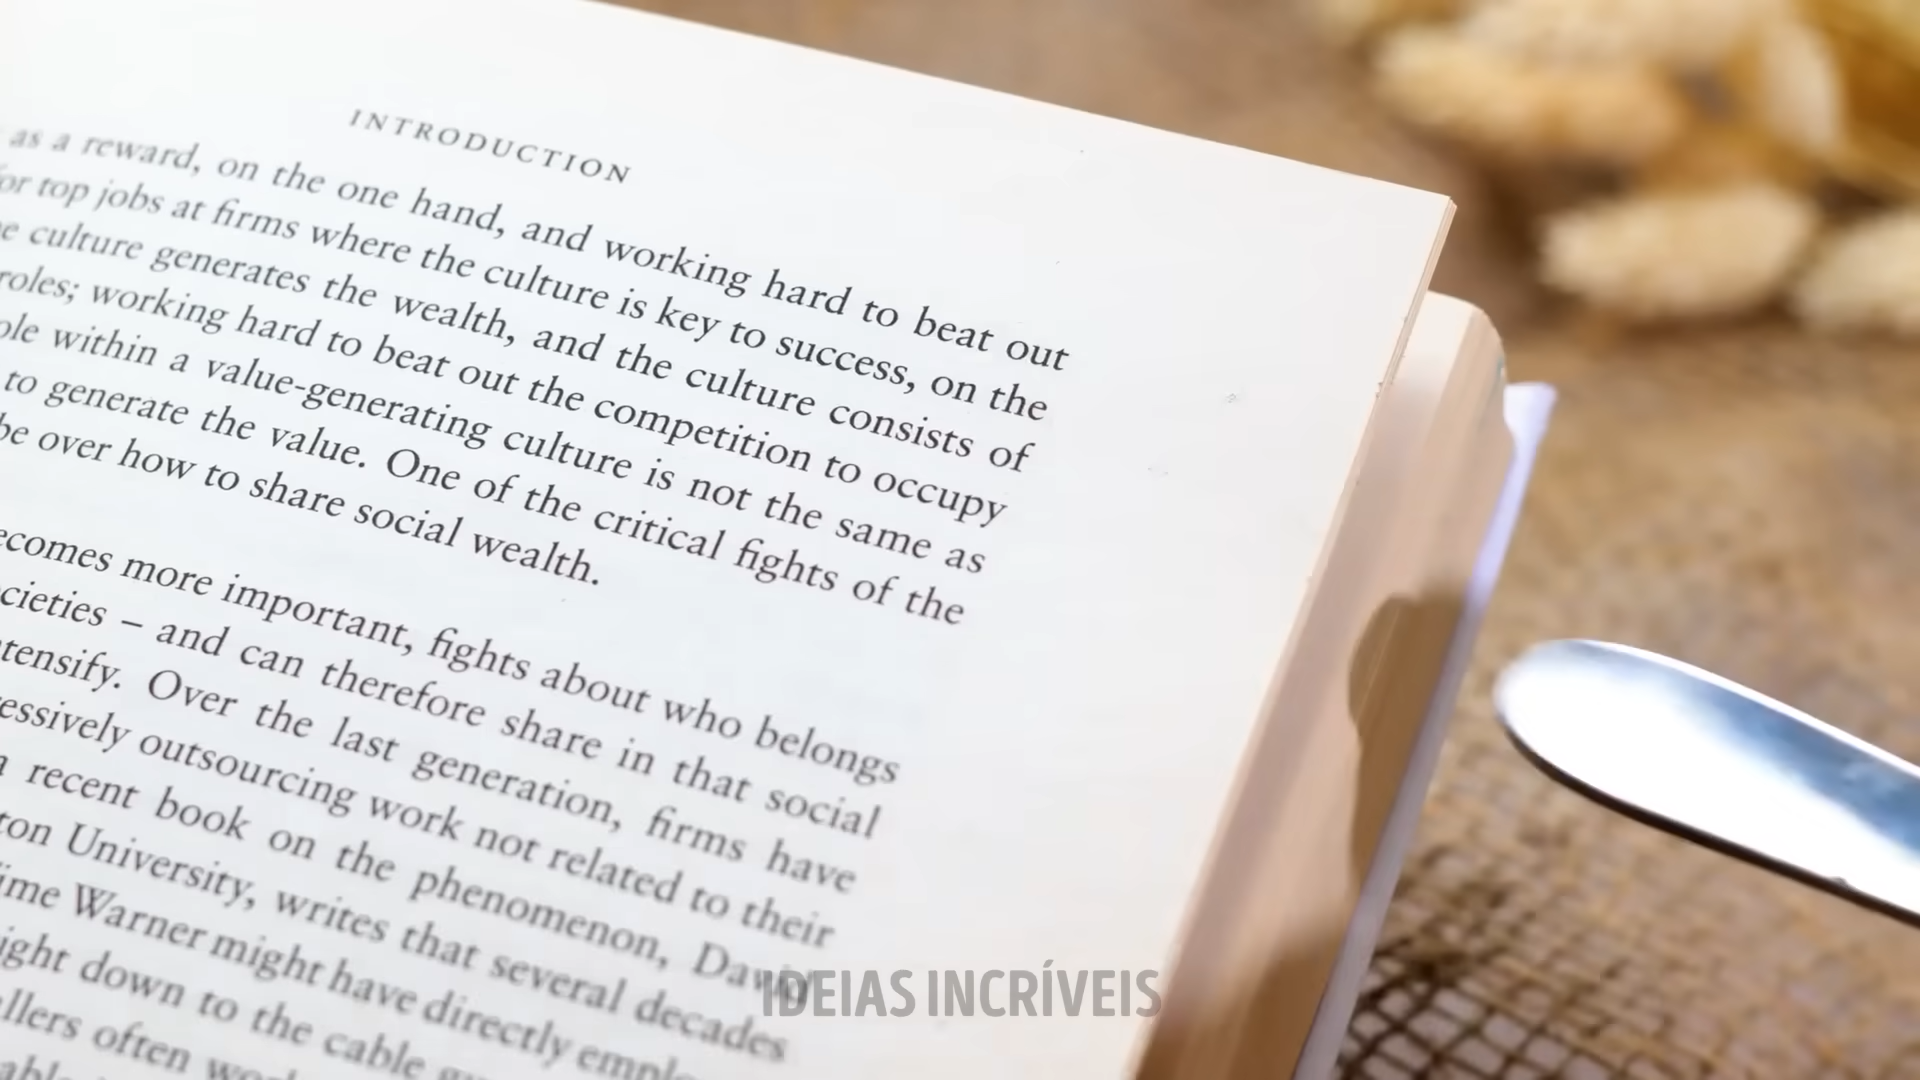 INTRODUCTION
as a reward, on the one hand, and working hard to beat out
for top jobs at firms where the culture is key to success, on the
culture generates the wealth, and the culture consists of
roles; working hard to beat out the competition to occupy
within a value-generating culture is not the same as
to generate the value. One of the critical fights of the
be over how to share social wealth.
ecomes more important, fights about who belongs
cieties – and can therefore share in that social
ntensify. Over the last generation, firms have
essively outsourcing work not related to their
recent book on the phenomenon, David
ton University, writes that several decades
ime Warner might have directly emplo
ight down to the cable
llers often work
IDEIAS INCRÍVEIS